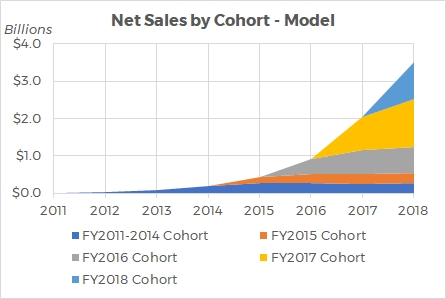 Net Sales by Cohort - Model
Billions
$4.0
$3.0
$2.0
$1.0
$0.0
2011 2012 2013 2014 2015 2016 2017 2018
FY2011-2014 Cohort FY2015 Cohort
FY2016 Cohort FY2017 Cohort
FY2018 Cohort